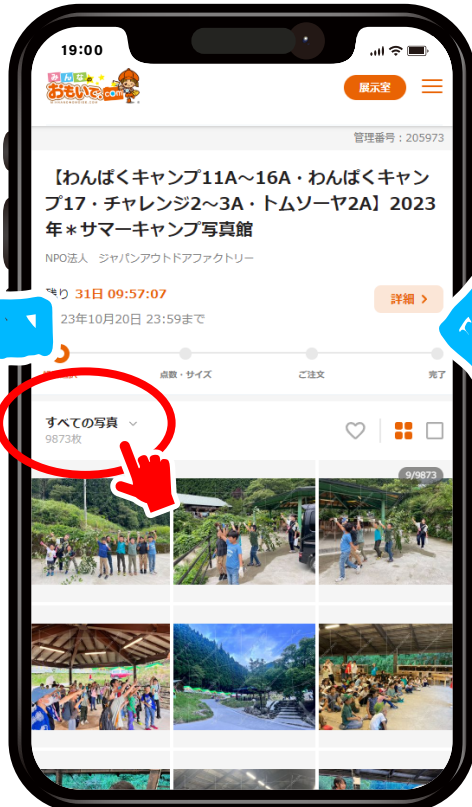 19:00
みんなの
おもいで.com
展示室
管理番号:205973
【わんぱくキャンプ11A～16A・わんぱくキャン
プ17・チャレンジ2～3A・トムソーヤ2A】2023
年＊サマーキャンプ写真館
NPO法人 ジャパンアウトドアファクトリー
残り 31日 09:57:07
詳細
23年10月20日 23:59まで
点数・サイズ
ご注文
完了
すべての写真
9873枚
9/9873